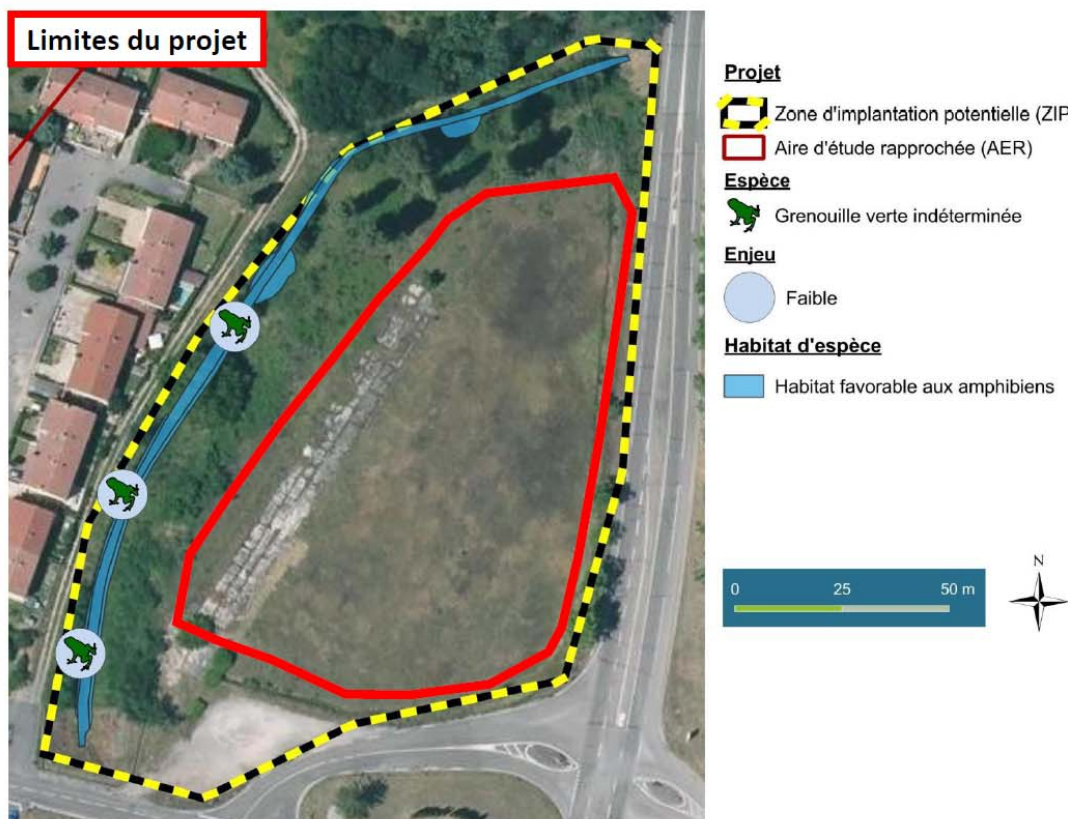 Limites du projet
Projet
Zone d'implantation potentielle (ZIP
Aire d'étude rapprochée (AER)
Espèce
Grenouille verte indéterminée
Enjeu
Faible
Habitat d'espèce
Habitat favorable aux amphibiens
0 25 50 m
N